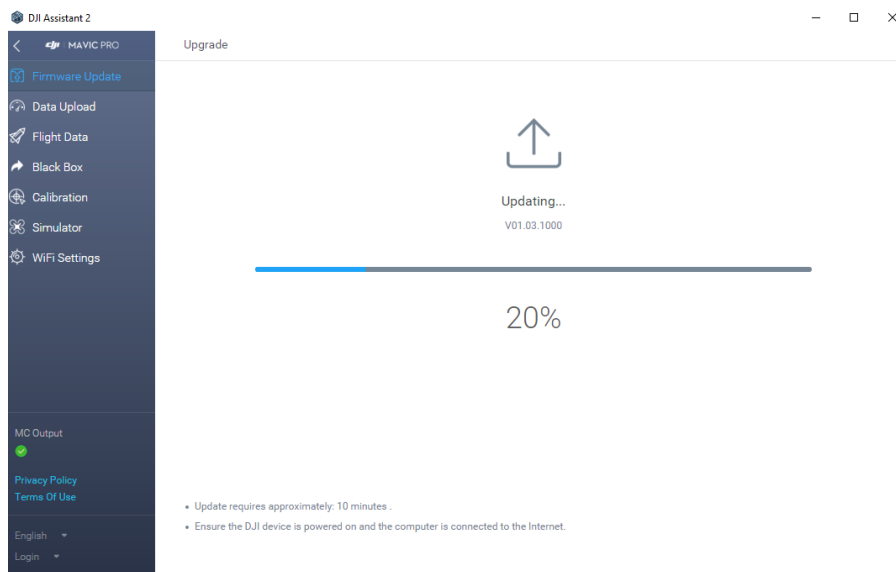 DJI Assistant 2
dji MAVIC PRO
Upgrade
Firmware Update
Data Upload
Flight Data
Black Box
Calibration
Simulator
WiFi Settings
Updating...
V01.03.1000
20%
MC Output
Privacy Policy
Terms Of Use
• Update requires approximately: 10 minutes .
• Ensure the DJI device is powered on and the computer is connected to the Internet.
English
Login